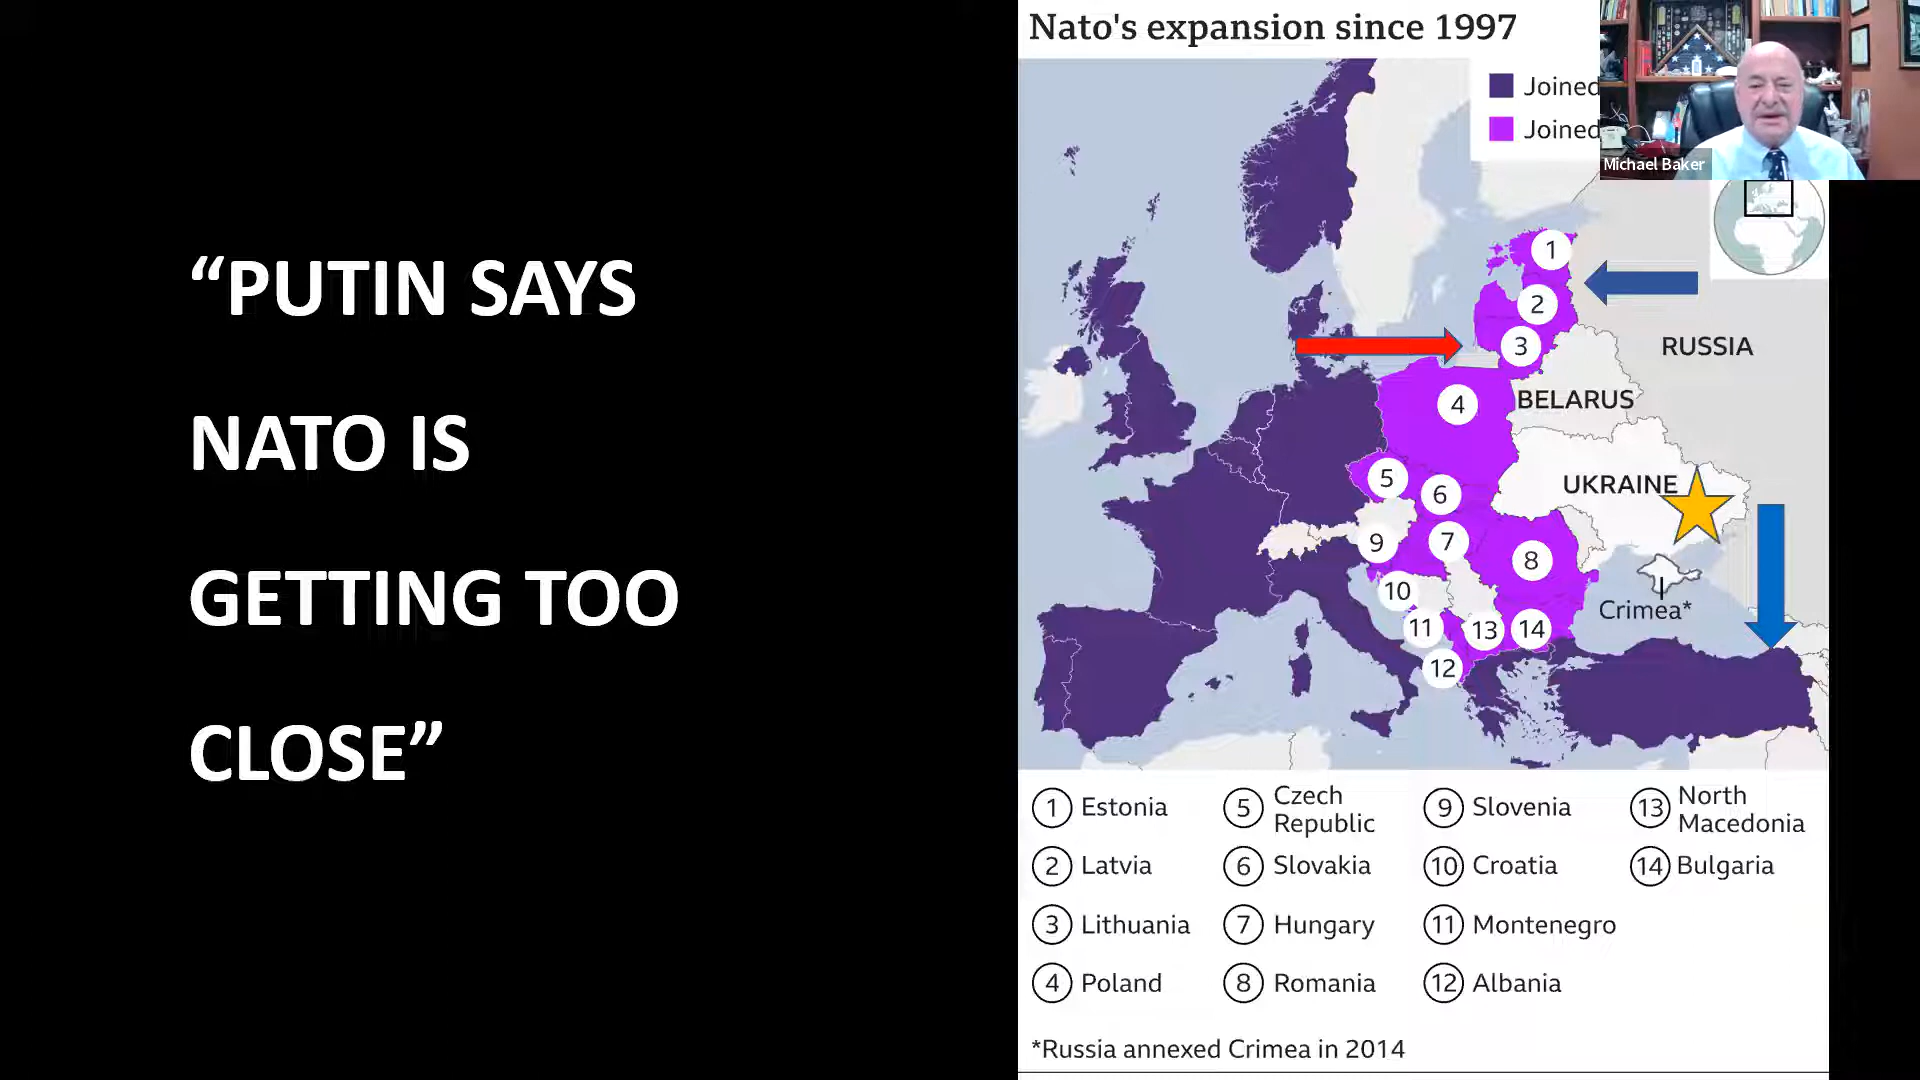 “PUTIN SAYS
NATO IS
GETTING TOO
CLOSE”
Nato's expansion since 1997
Joined
Joined
Michael Baker
1
2
3
4
5
6
7
8
9
10
11
12
13
14
RUSSIA
BELARUS
UKRAINE
Crimea*
1 Estonia
2 Latvia
3 Lithuania
4 Poland
5 Czech
Republic
6 Slovakia
7 Hungary
8 Romania
9 Slovenia
10 Croatia
11 Montenegro
12 Albania
13 North
Macedonia
14 Bulgaria
*Russia annexed Crimea in 2014